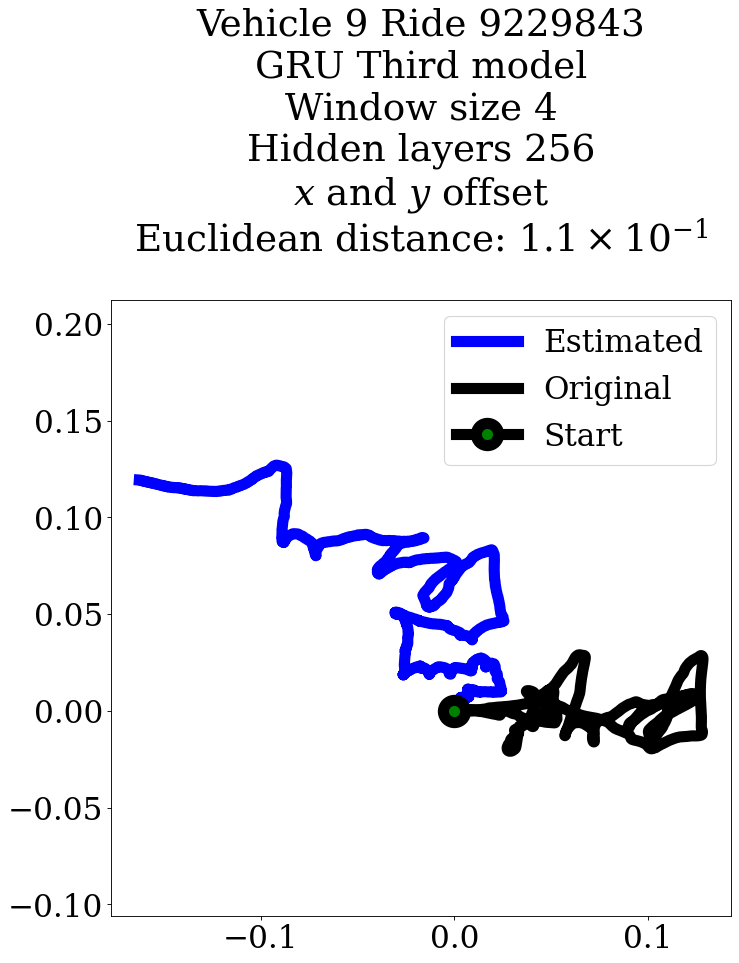 Vehicle 9 Ride 9229843
GRU Third model
Window size 4
Hidden layers 256
x and y offset
Euclidean distance: 1.1 × 10⁻¹
Estimated
Original
Start
0.20
0.15
0.10
0.05
0.00
−0.05
−0.10
−0.1 0.0 0.1